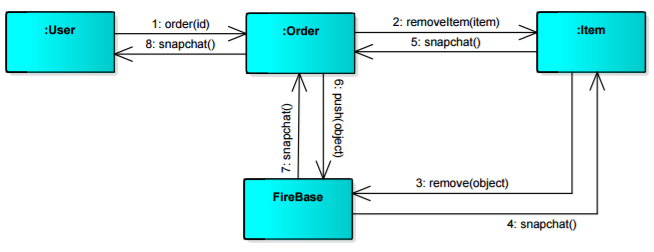 :User
1: order(id)
8: snapchat()
:Order
2: removeItem(item)
5: snapchat()
:Item
7: snapchat()
6: push(object)
3: remove(object)
FireBase
4: snapchat()